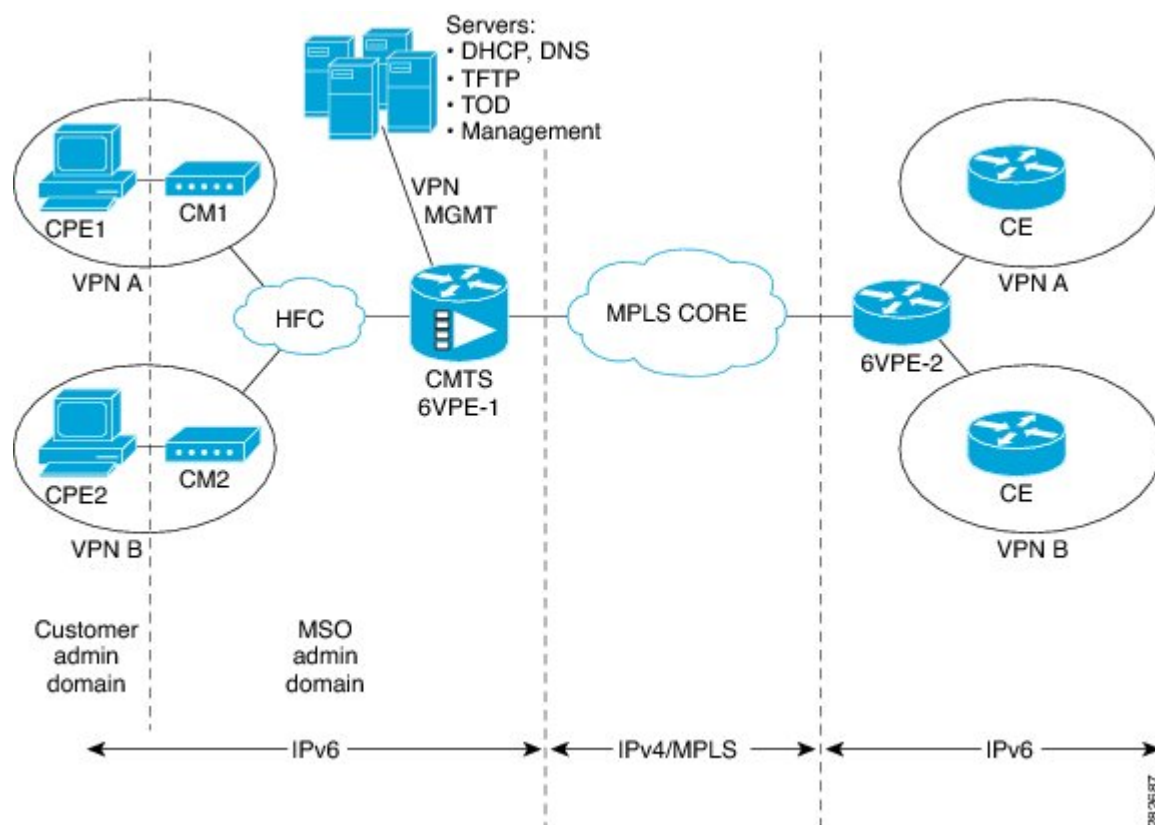 Servers:
• DHCP, DNS
• TFTP
• TOD
• Management
CPE1
CM1
VPN A
VPN
MGMT
HFC
CMTS
6VPE-1
MPLS CORE
6VPE-2
CE
VPN A
CPE2
CM2
VPN B
CE
VPN B
Customer
admin
domain
MSO
admin
domain
IPv6
IPv4/MPLS
IPv6
282687